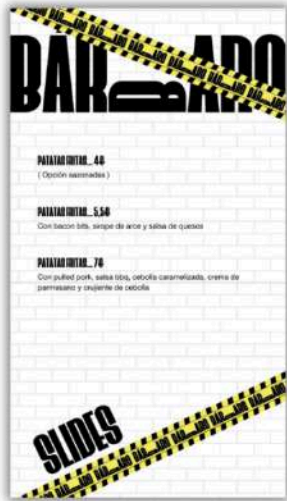 BÁRBARO
PATATAS FRITAS... 4€
( Opción sazonadas )
PATATAS FRITAS... 5,5€
Con bacon bits, sirope de arce y salsa de quesos
PATATAS FRITAS... 7€
Con pulled pork, salsa bbq, cebolla caramelizada, crema de
parmesano y crujiente de cebolla
SLIDES